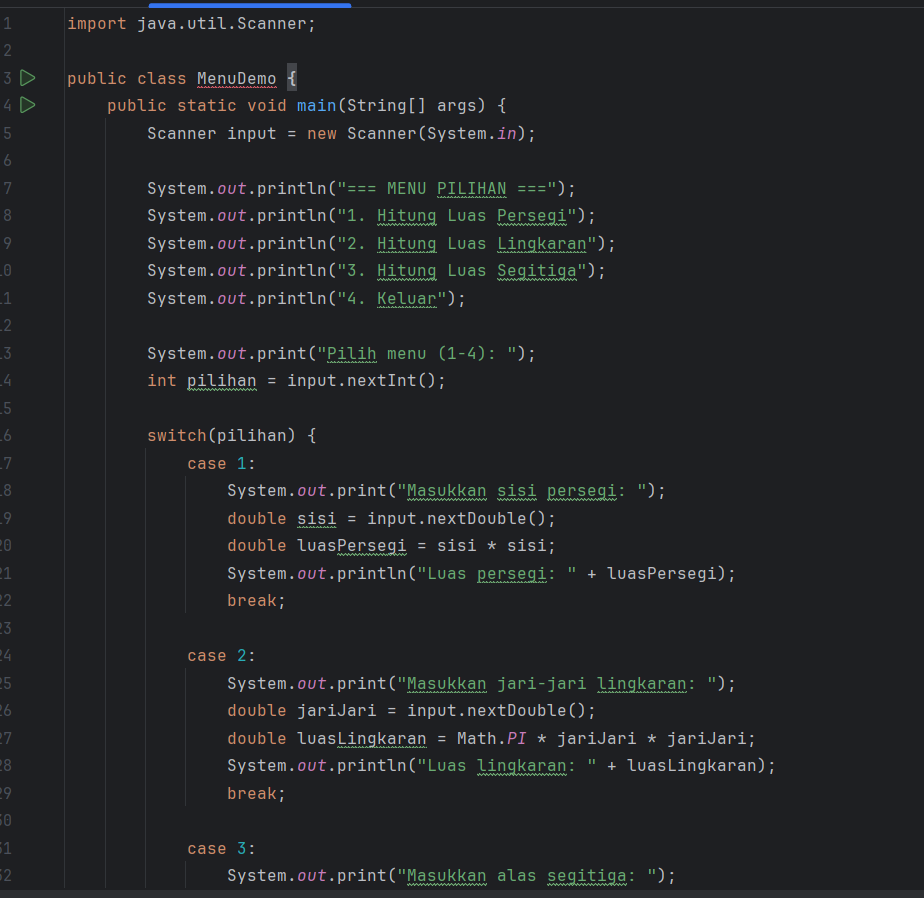 1 import java.util.Scanner;
2
3 public class MenuDemo {
4 public static void main(String[] args) {
5 Scanner input = new Scanner(System.in);
6
7 System.out.println("=== MENU PILIHAN ===");
8 System.out.println("1. Hitung Luas Persegi");
9 System.out.println("2. Hitung Luas Lingkaran");
10 System.out.println("3. Hitung Luas Segitiga");
11 System.out.println("4. Keluar");
12
13 System.out.print("Pilih menu (1-4): ");
14 int pilihan = input.nextInt();
15
16 switch(pilihan) {
17 case 1:
18 System.out.print("Masukkan sisi persegi: ");
19 double sisi = input.nextDouble();
20 double luasPersegi = sisi * sisi;
21 System.out.println("Luas persegi: " + luasPersegi);
22 break;
23
24 case 2:
25 System.out.print("Masukkan jari-jari lingkaran: ");
26 double jariJari = input.nextDouble();
27 double luasLingkaran = Math.PI * jariJari * jariJari;
28 System.out.println("Luas lingkaran: " + luasLingkaran);
29 break;
30
31 case 3:
32 System.out.print("Masukkan alas segitiga: ");